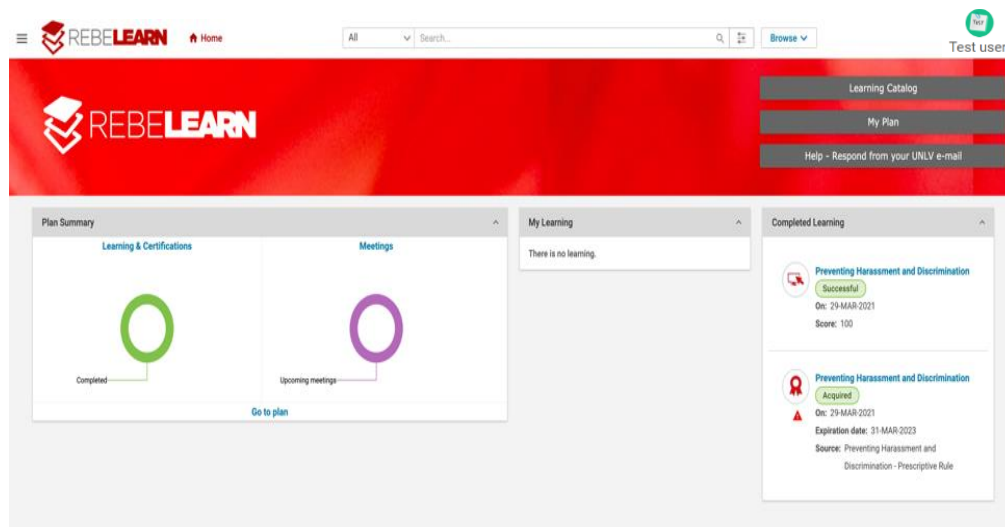 REBELEARN
Home
All
Search...
Browse
Test user
REBELEARN
Learning Catalog
My Plan
Help - Respond from your UNLV e-mail
Plan Summary
Learning & Certifications
Meetings
Completed
Upcoming meetings
Go to plan
My Learning
There is no learning.
Completed Learning
Preventing Harassment and Discrimination
Successful
On: 29-MAR-2021
Score: 100
Preventing Harassment and Discrimination
Acquired
On: 29-MAR-2021
Expiration date: 31-MAR-2023
Source: Preventing Harassment and
Discrimination - Prescriptive Rule